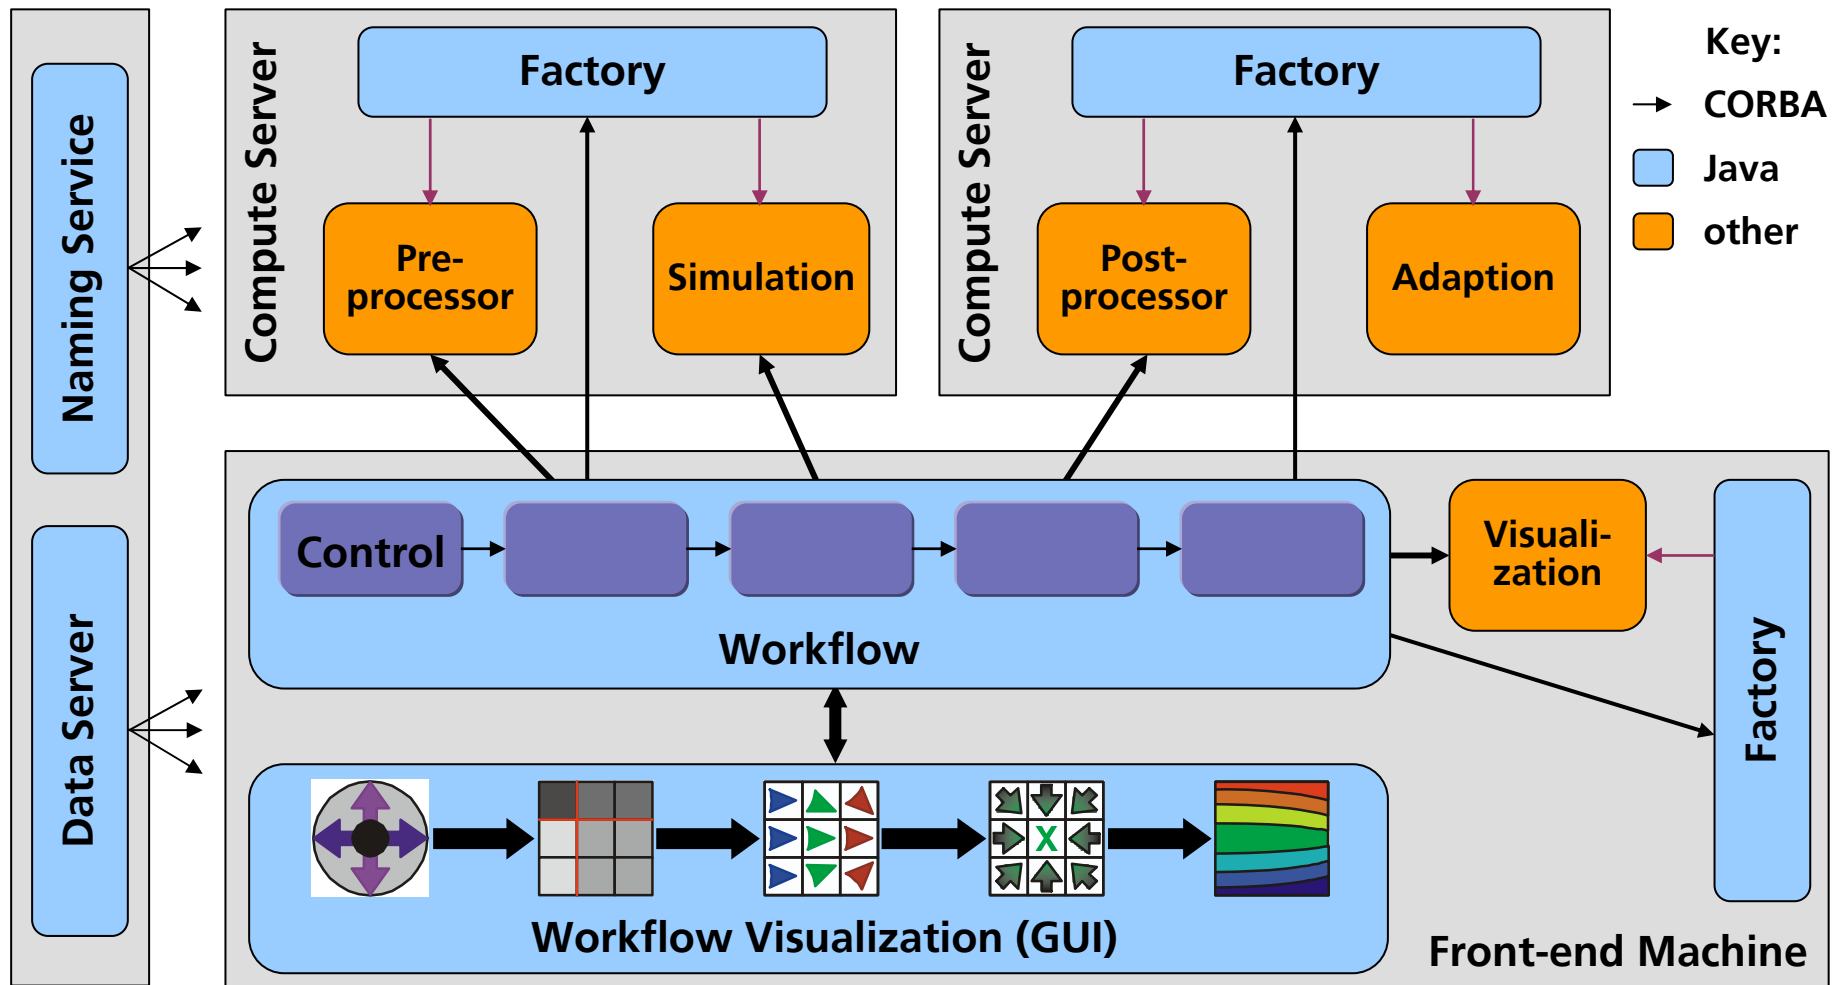 Naming Service
Data Server
Compute Server
Factory
Pre-
processor
Simulation
Compute Server
Factory
Post-
processor
Adaption
Key:
CORBA
Java
other
Control
Workflow
Visuali-
zation
Factory
X
Workflow Visualization (GUI)
Front-end Machine